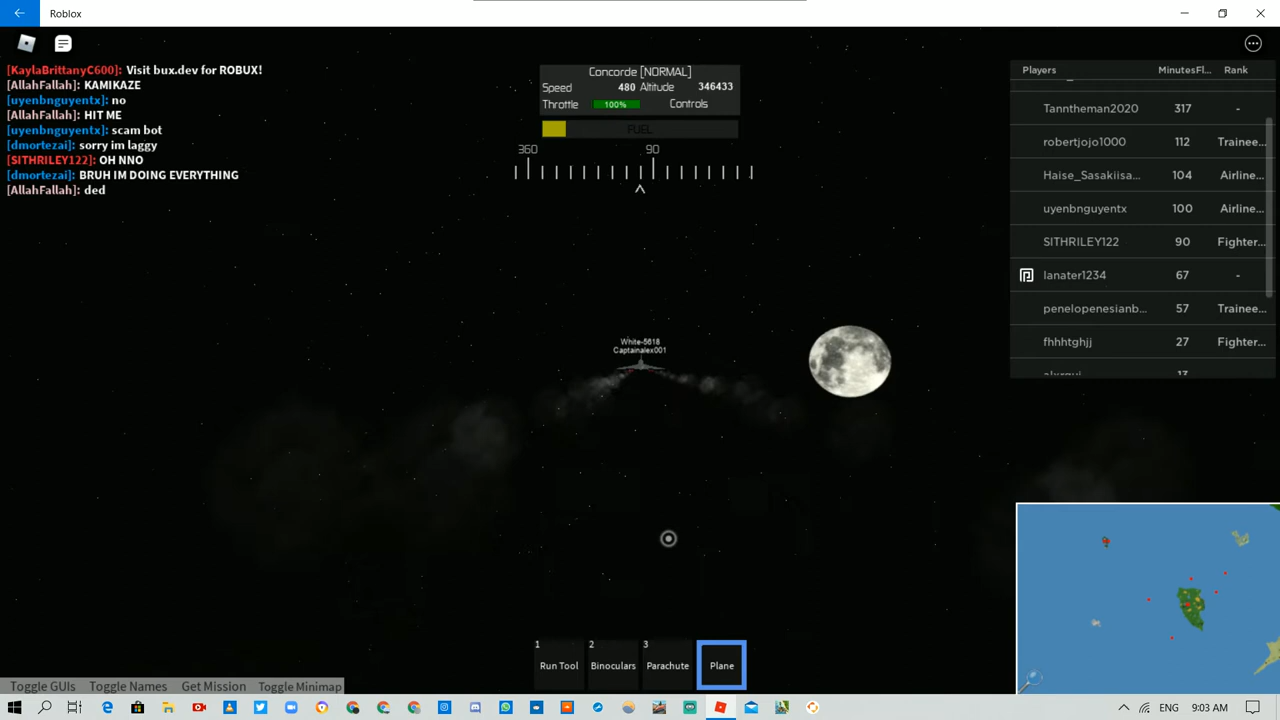 Roblox
[KaylaBrittanyC600]: Visit bux.dev for ROBUX!
[AllahFallah]: KAMIKAZE
[uyenbnguyentx]: no
[AllahFallah]: HIT ME
[uyenbnguyentx]: scam bot
[dmortezai]: sorry im laggy
[SITHRILEY122]: OH NNO
[dmortezai]: BRUH IM DOING EVERYTHING
[AllahFallah]: ded
Concorde [NORMAL]
Speed 480 Altitude 346433
Throttle 100% Controls
FUEL
360 90
Players MinutesFl... Rank
Tanntheman2020 317 -
robertjojo1000 112 Trainee...
Haise_Sasakiisa... 104 Airline...
uyenbnguyentx 100 Airline...
SITHRILEY122 90 Fighter...
lanater1234 67 -
penelopenesianb... 57 Trainee...
fhhhtghjj 27 Fighter...
White-5618
Captainalex001
1 2 3
Run Tool Binoculars Parachute Plane
Toggle GUIs Toggle Names Get Mission Toggle Minimap
ENG 9:03 AM